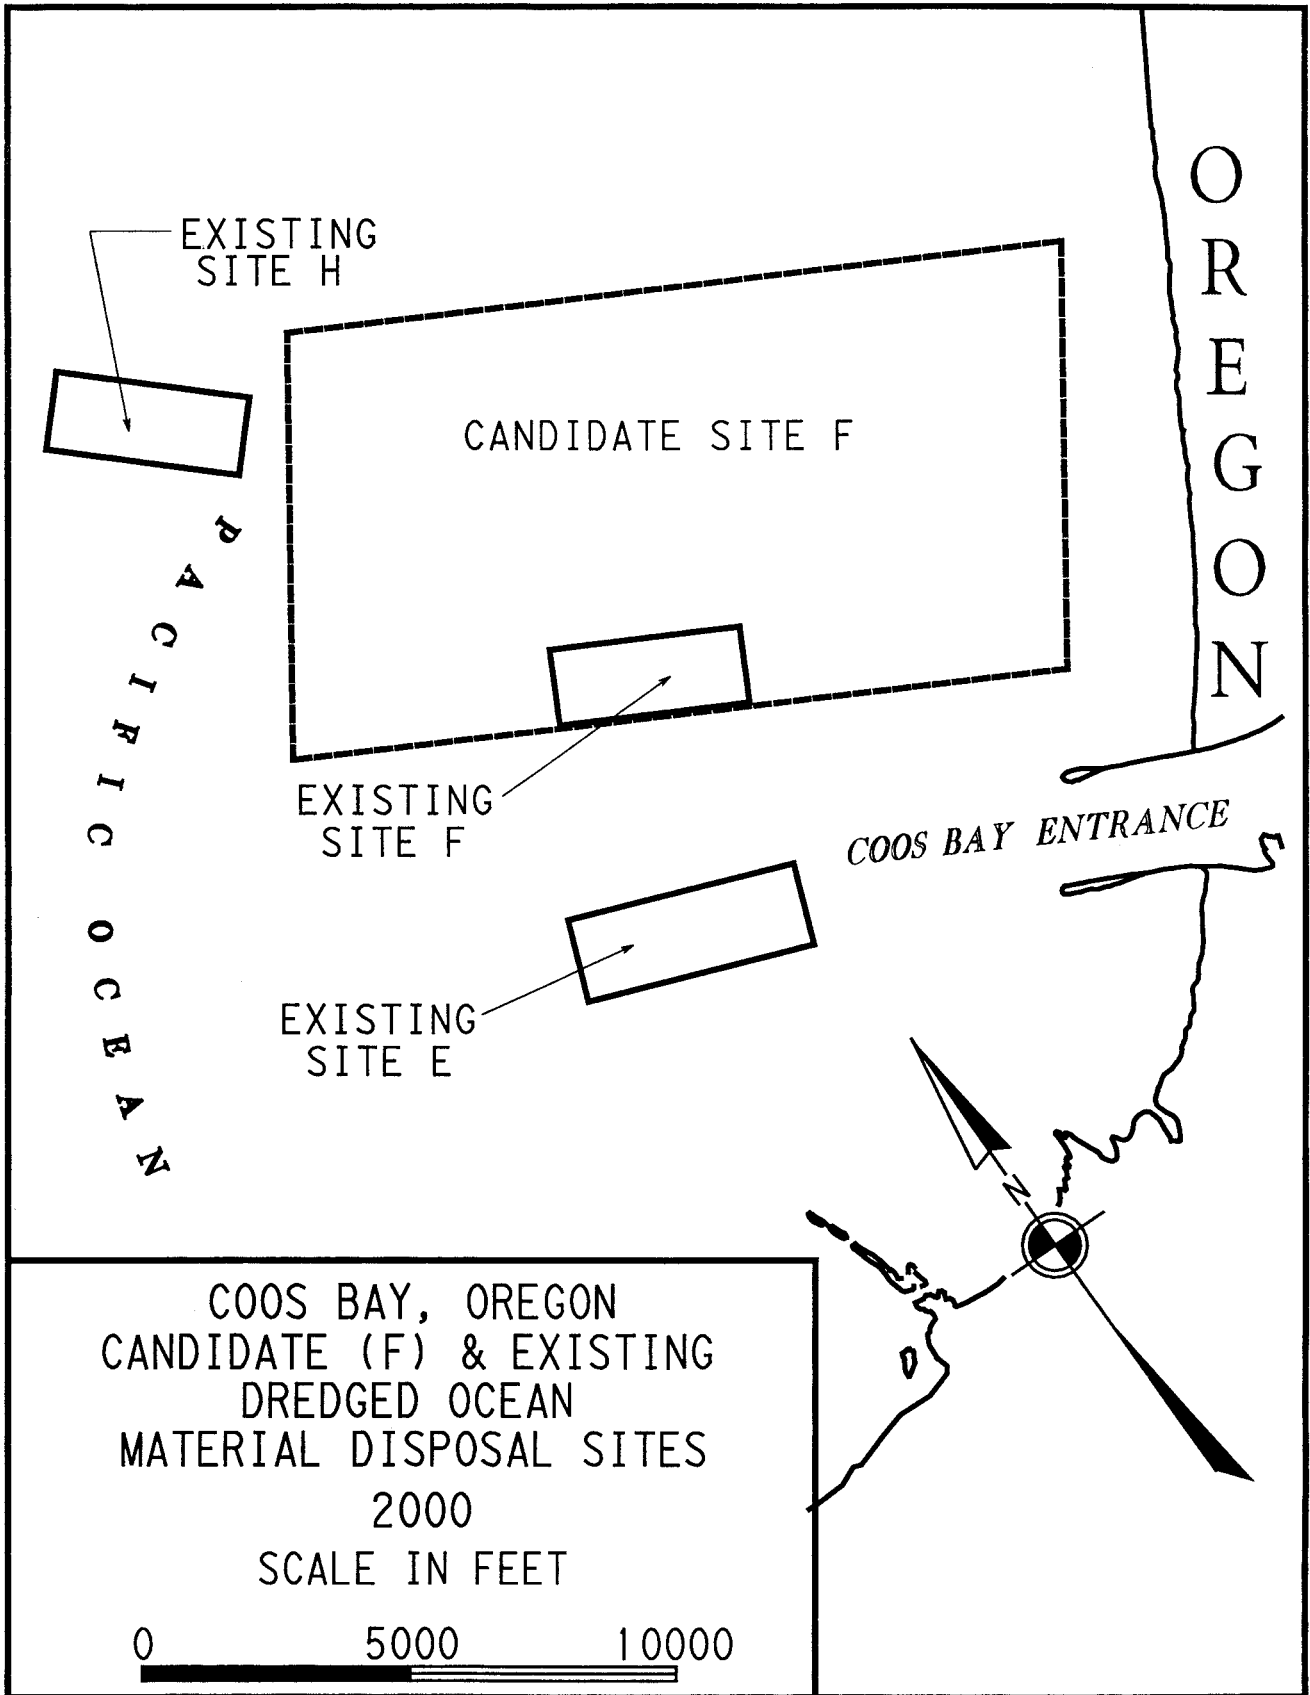 OREGON
EXISTING
SITE H
CANDIDATE SITE F
PACIFIC OCEAN
EXISTING
SITE F
COOS BAY ENTRANCE
EXISTING
SITE E
N
COOS BAY, OREGON
CANDIDATE (F) & EXISTING
DREDGED OCEAN
MATERIAL DISPOSAL SITES
2000
SCALE IN FEET
0 5000 10000